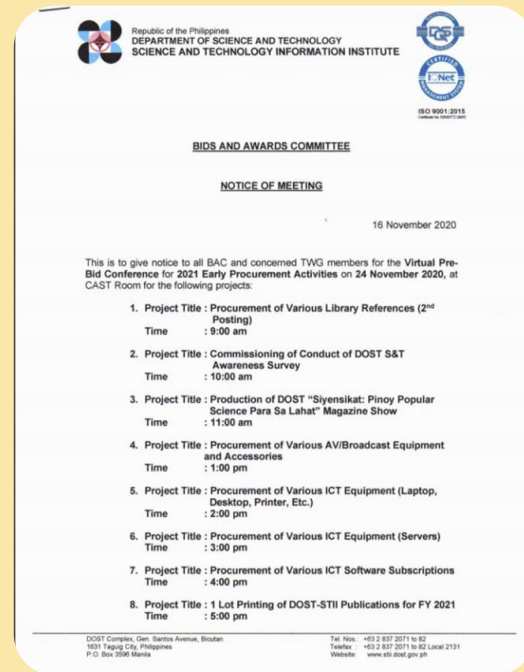 Republic of the Philippines
DEPARTMENT OF SCIENCE AND TECHNOLOGY
SCIENCE AND TECHNOLOGY INFORMATION INSTITUTE
DQS
CERTIFIED
IQNet
MANAGEMENT SYSTEM
ISO 9001:2015
BIDS AND AWARDS COMMITTEE
NOTICE OF MEETING
16 November 2020
This is to give notice to all BAC and concerned TWG members for the Virtual Pre-
Bid Conference for 2021 Early Procurement Activities on 24 November 2020, at
CAST Room for the following projects:
1. Project Title : Procurement of Various Library References (2nd
Posting)
Time : 9:00 am
2. Project Title : Commissioning of Conduct of DOST S&T
Awareness Survey
Time : 10:00 am
3. Project Title : Production of DOST “Siyensikat: Pinoy Popular
Science Para Sa Lahat” Magazine Show
Time : 11:00 am
4. Project Title : Procurement of Various AV/Broadcast Equipment
and Accessories
Time : 1:00 pm
5. Project Title : Procurement of Various ICT Equipment (Laptop,
Desktop, Printer, Etc.)
Time : 2:00 pm
6. Project Title : Procurement of Various ICT Equipment (Servers)
Time : 3:00 pm
7. Project Title : Procurement of Various ICT Software Subscriptions
Time : 4:00 pm
8. Project Title : 1 Lot Printing of DOST-STII Publications for FY 2021
Time : 5:00 pm
DOST Complex, Gen. Santos Avenue, Bicutan
1631 Taguig City, Philippines
P.O. Box 3596 Manila
Tel. Nos. : +63 2 837 2071 to 82
Telefax : +63 2 837 2071 to 82 Local 2131
Website: www.stii.dost.gov.ph